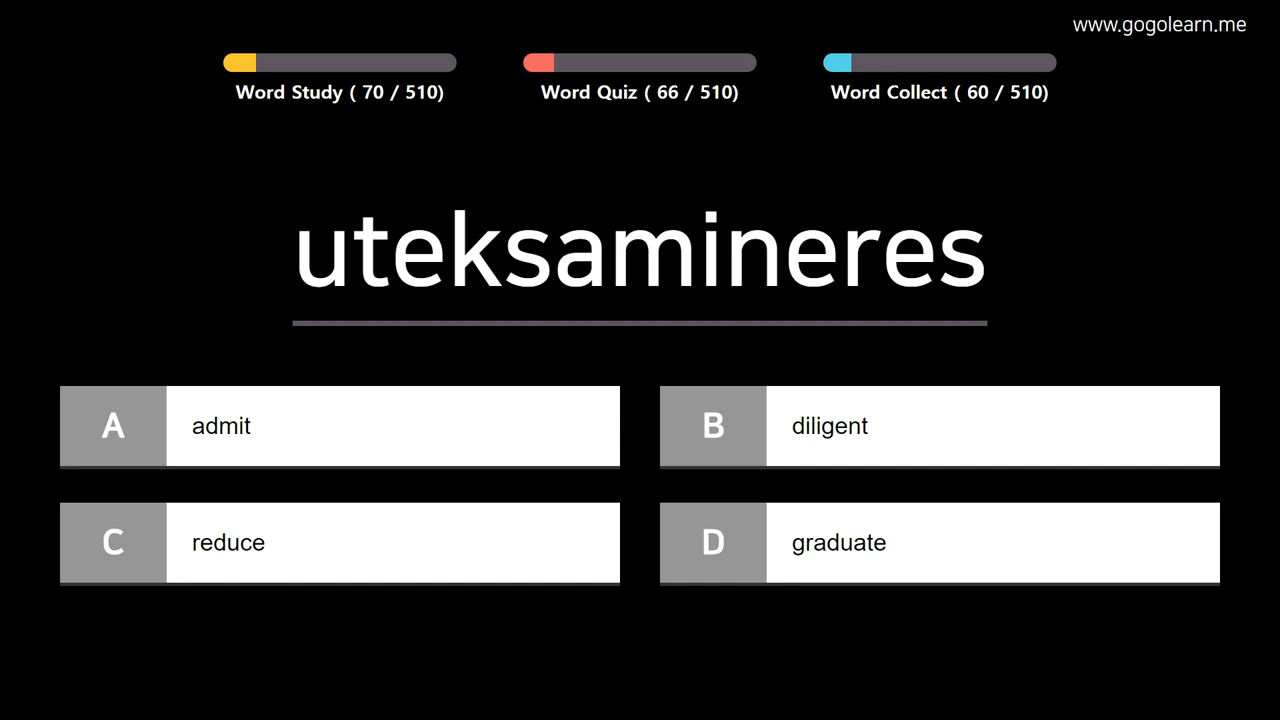 www.gogolearn.me
Word Study ( 70 / 510)
Word Quiz ( 66 / 510)
Word Collect ( 60 / 510)
uteksamineres
A admit
B diligent
C reduce
D graduate